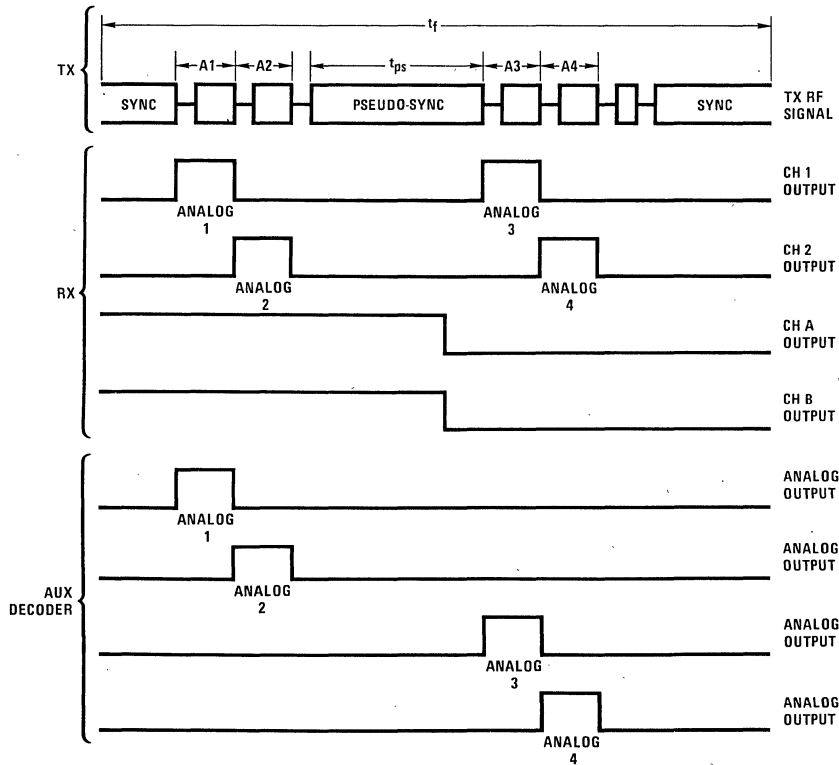 tf
TX
A1
A2
tps
A3
A4
SYNC
PSEUDO-SYNC
SYNC
TX RF
SIGNAL
CH 1
OUTPUT
ANALOG
1
ANALOG
3
CH 2
OUTPUT
RX
ANALOG
2
ANALOG
4
CH A
OUTPUT
CH B
OUTPUT
ANALOG
OUTPUT
ANALOG
1
ANALOG
OUTPUT
AUX
DECODER
ANALOG
2
ANALOG
OUTPUT
ANALOG
3
ANALOG
OUTPUT
ANALOG
4